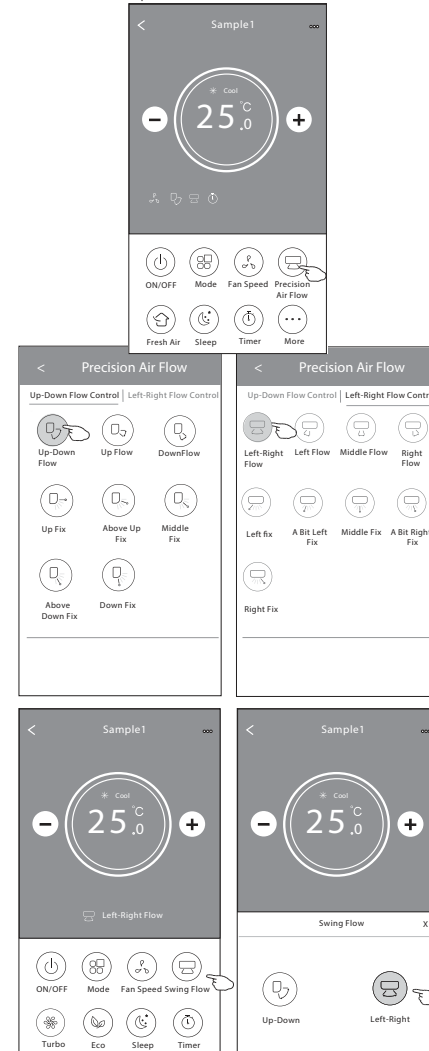 < Sample1 ooo
Cool
25.0 °C
− +
ON/OFF Mode Fan Speed Precision Air Flow
Fresh Air Sleep Timer More
< Precision Air Flow
Up-Down Flow Control | Left-Right Flow Control
Up-Down Flow Up Flow DownFlow
Up Fix Above Up Fix Middle Fix
Above Down Fix Down Fix
< Precision Air Flow
Up-Down Flow Control | Left-Right Flow Contr
Left-Right Flow Left Flow Middle Flow Right Flow
Left fix A Bit Left Fix Middle Fix A Bit Right Fix
Right Fix
< Sample1 ooo
Cool
25.0 °C
− +
Left-Right Flow
ON/OFF Mode Fan Speed Swing Flow
Turbo Eco Sleep Timer
< Sample1
Cool
25.0 °C
− +
Swing Flow X
Up-Down Left-Right